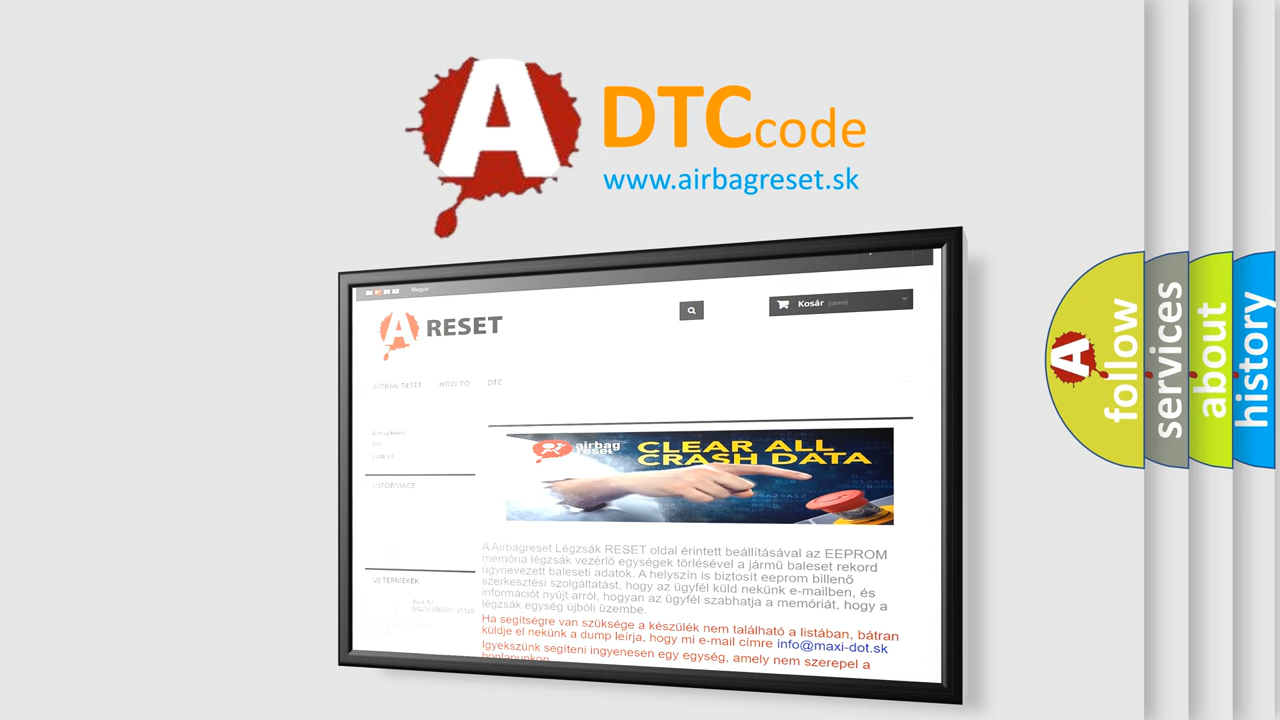 A DTCcode
www.airbagreset.sk
Magyar
A RESET
Kosár (üres)
AIRBAG RESET HOW TO DTC
INFORMACE
ÚJ TERMÉKEK
airbag
reset
CLEAR ALL
CRASH DATA
A Airbagreset Légzsák RESET oldal érintett beállításával az EEPROM
memória légzsák vezérlő egységek törlésével a jármű baleset rekord
úgynevezett baleseti adatok. A helyszín is biztosít eeprom billenő
szerkesztési szolgáltatást, hogy az ügyfél küld nekünk e-mailben, és
információt nyújt arról, hogyan az ügyfél szabhatja a memóriát, hogy a
légzsák egység újbóli üzembe.
Ha segítségre van szüksége a készülék nem található a listában, bátran
küldje el nekünk a dump leírja, hogy mi e-mail címre info@maxi-dot.sk
Igyekszünk segíteni ingyenesen egy egység, amely nem szerepel a
honlapunkon
A follow
services
about
history